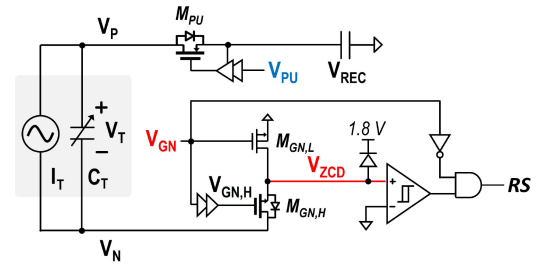 M_PU
V_P
V_PU
V_REC
+
V_T
−
I_T
C_T
V_GN
M_GN,L
1.8 V
V_ZCD
V_GN,H
M_GN,H
+
−
RS
V_N